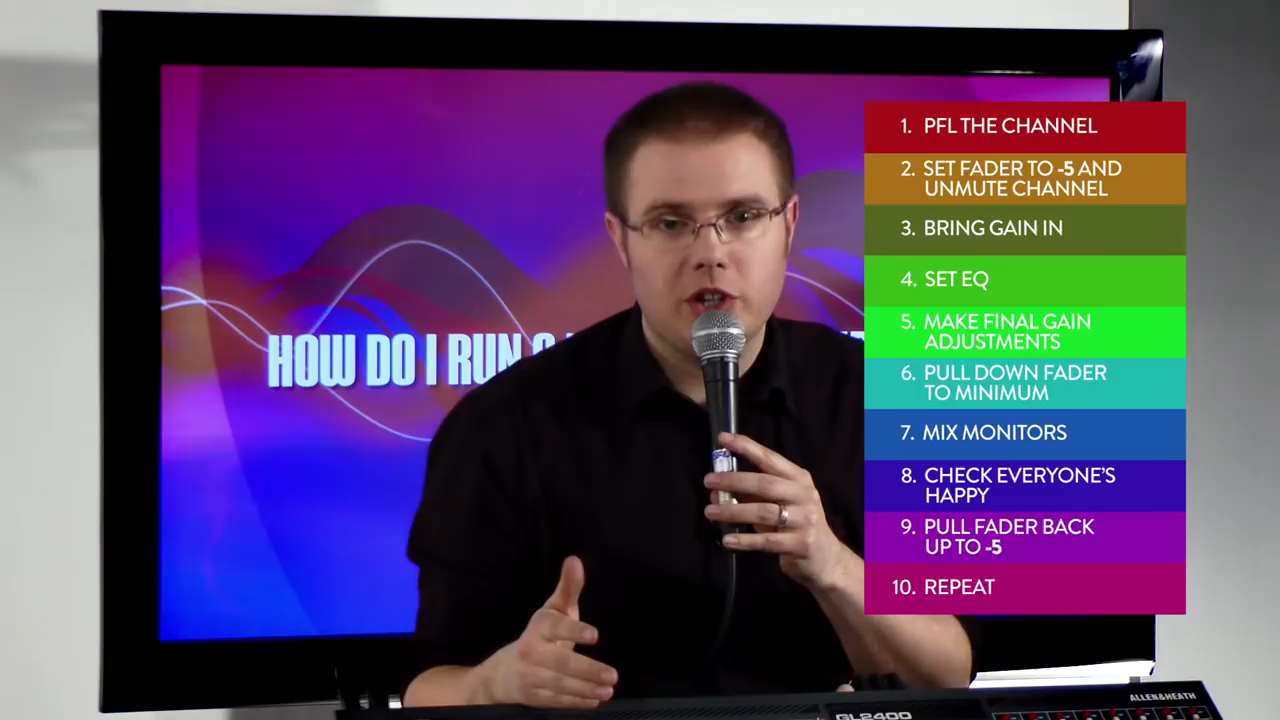 HOW DO I RUN
1. PFL THE CHANNEL
2. SET FADER TO -5 AND
UNMUTE CHANNEL
3. BRING GAIN IN
4. SET EQ
5. MAKE FINAL GAIN
ADJUSTMENTS
6. PULL DOWN FADER
TO MINIMUM
7. MIX MONITORS
8. CHECK EVERYONE'S
HAPPY
9. PULL FADER BACK
UP TO -5
10. REPEAT
ALLEN&HEATH
GL2400